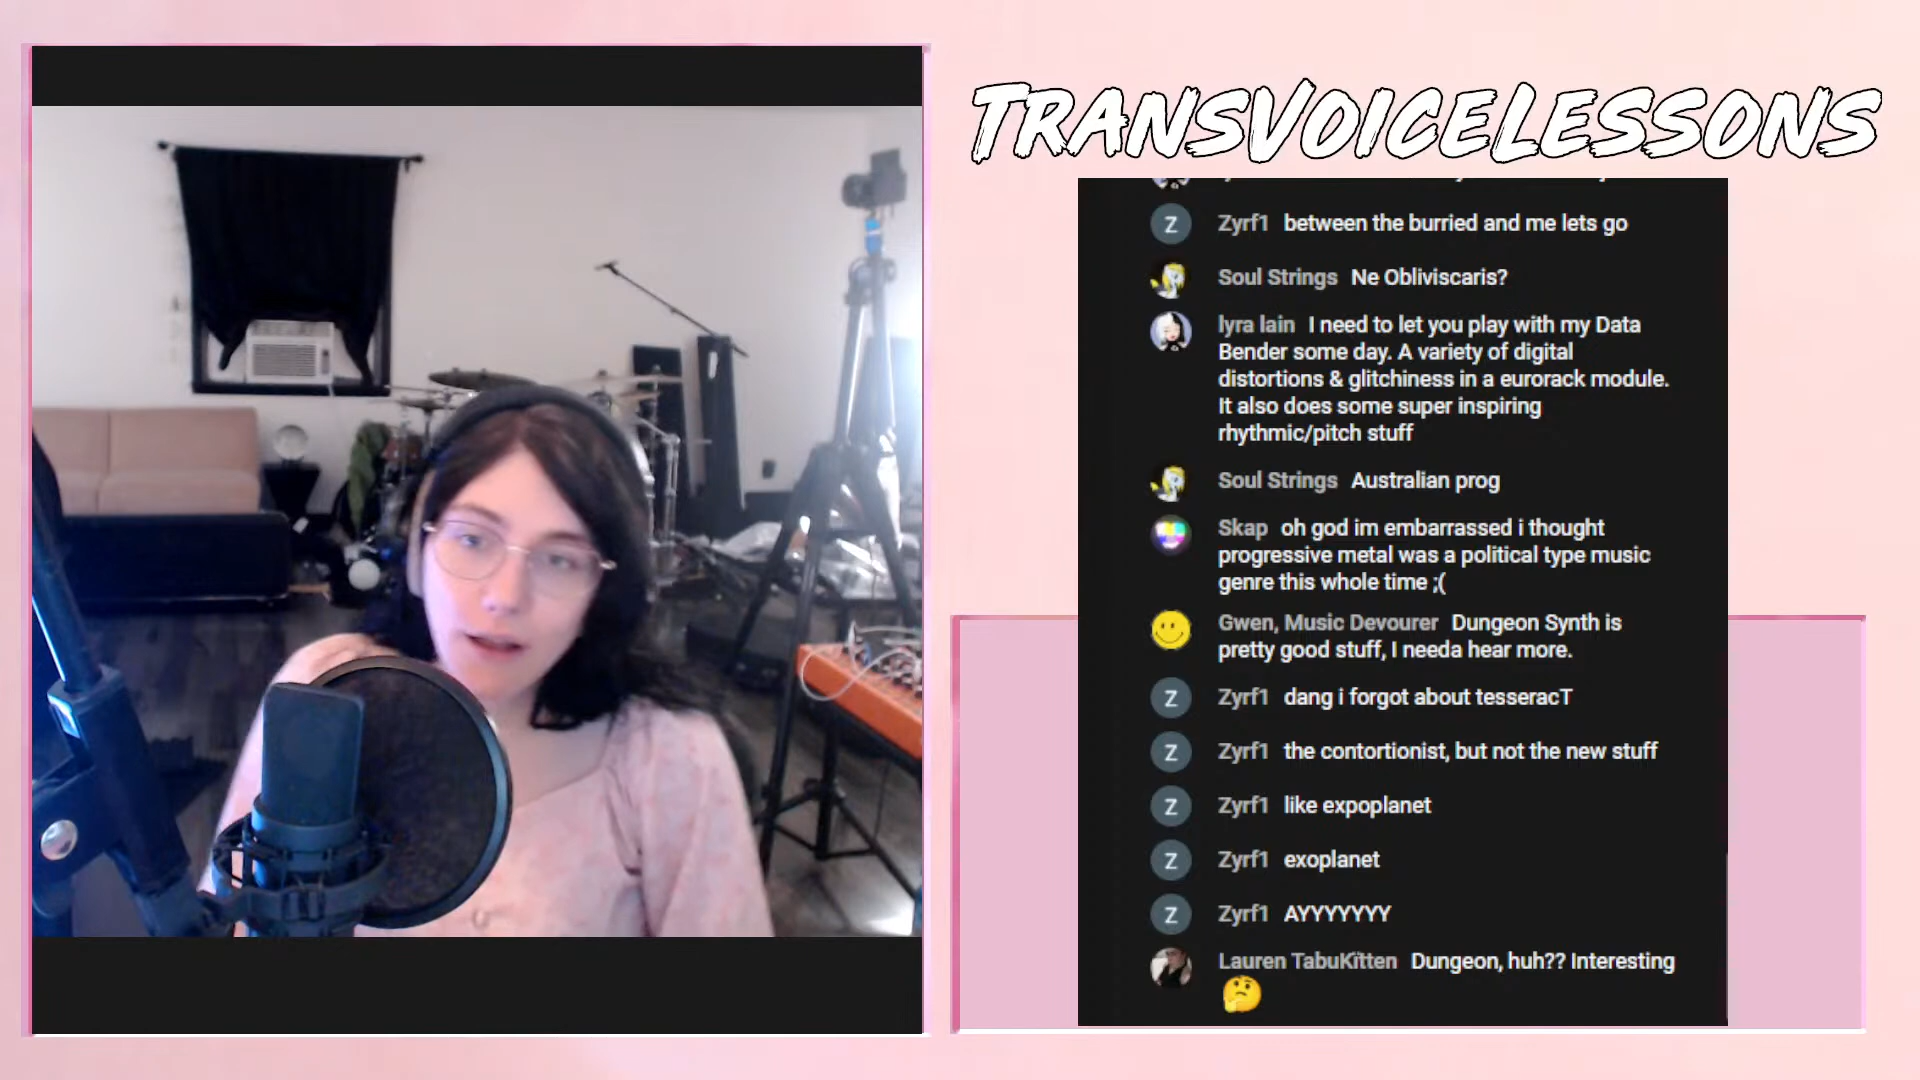 TRANSVOICELESSONS
Z Zyrf1 between the burried and me lets go
Soul Strings Ne Obliviscaris?
lyra lain I need to let you play with my Data
Bender some day. A variety of digital
distortions & glitchiness in a eurorack module.
It also does some super inspiring
rhythmic/pitch stuff
Soul Strings Australian prog
Skap oh god im embarrassed i thought
progressive metal was a political type music
genre this whole time ;(
Gwen, Music Devourer Dungeon Synth is
pretty good stuff, I needa hear more.
Z Zyrf1 dang i forgot about tesseracT
Z Zyrf1 the contortionist, but not the new stuff
Z Zyrf1 like expoplanet
Z Zyrf1 exoplanet
Z Zyrf1 AYYYYYYY
Lauren TabuKïtten Dungeon, huh?? Interesting
🤔